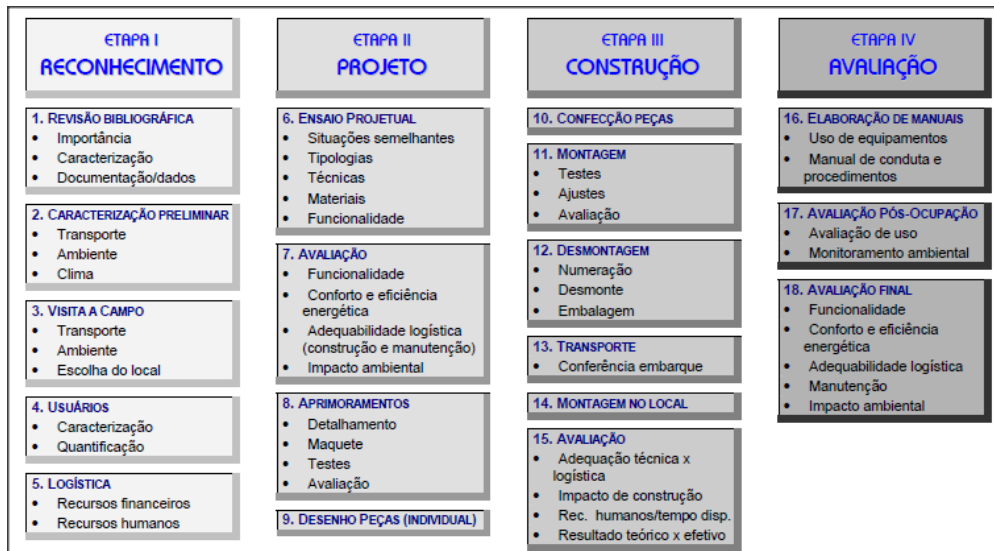 ETAPA I
RECONHECIMENTO
1. REVISÃO BIBLIOGRÁFICA
• Importância
• Caracterização
• Documentação/dados
2. CARACTERIZAÇÃO PRELIMINAR
• Transporte
• Ambiente
• Clima
3. VISITA A CAMPO
• Transporte
• Ambiente
• Escolha do local
4. USUÁRIOS
• Caracterização
• Quantificação
5. LOGÍSTICA
• Recursos financeiros
• Recursos humanos
ETAPA II
PROJETO
6. ENSAIO PROJETUAL
• Situações semelhantes
• Tipologias
• Técnicas
• Materiais
• Funcionalidade
7. AVALIAÇÃO
• Funcionalidade
• Conforto e eficiência
energética
• Adequabilidade logística
(construção e manutenção)
• Impacto ambiental
8. APRIMORAMENTOS
• Detalhamento
• Maquete
• Testes
• Avaliação
9. DESENHO PEÇAS (INDIVIDUAL)
ETAPA III
CONSTRUÇÃO
10. CONFECÇÃO PEÇAS
11. MONTAGEM
• Testes
• Ajustes
• Avaliação
12. DESMONTAGEM
• Numeração
• Desmonte
• Embalagem
13. TRANSPORTE
• Conferência embarque
14. MONTAGEM NO LOCAL
15. AVALIAÇÃO
• Adequação técnica x
logística
• Impacto de construção
• Rec. humanos/tempo disp.
• Resultado teórico x efetivo
ETAPA IV
AVALIAÇÃO
16. ELABORAÇÃO DE MANUAIS
• Uso de equipamentos
• Manual de conduta e
procedimentos
17. AVALIAÇÃO PÓS-OCUPAÇÃO
• Avaliação de uso
• Monitoramento ambiental
18. AVALIAÇÃO FINAL
• Funcionalidade
• Conforto e eficiência
energética
• Adequabilidade logística
• Manutenção
• Impacto ambiental